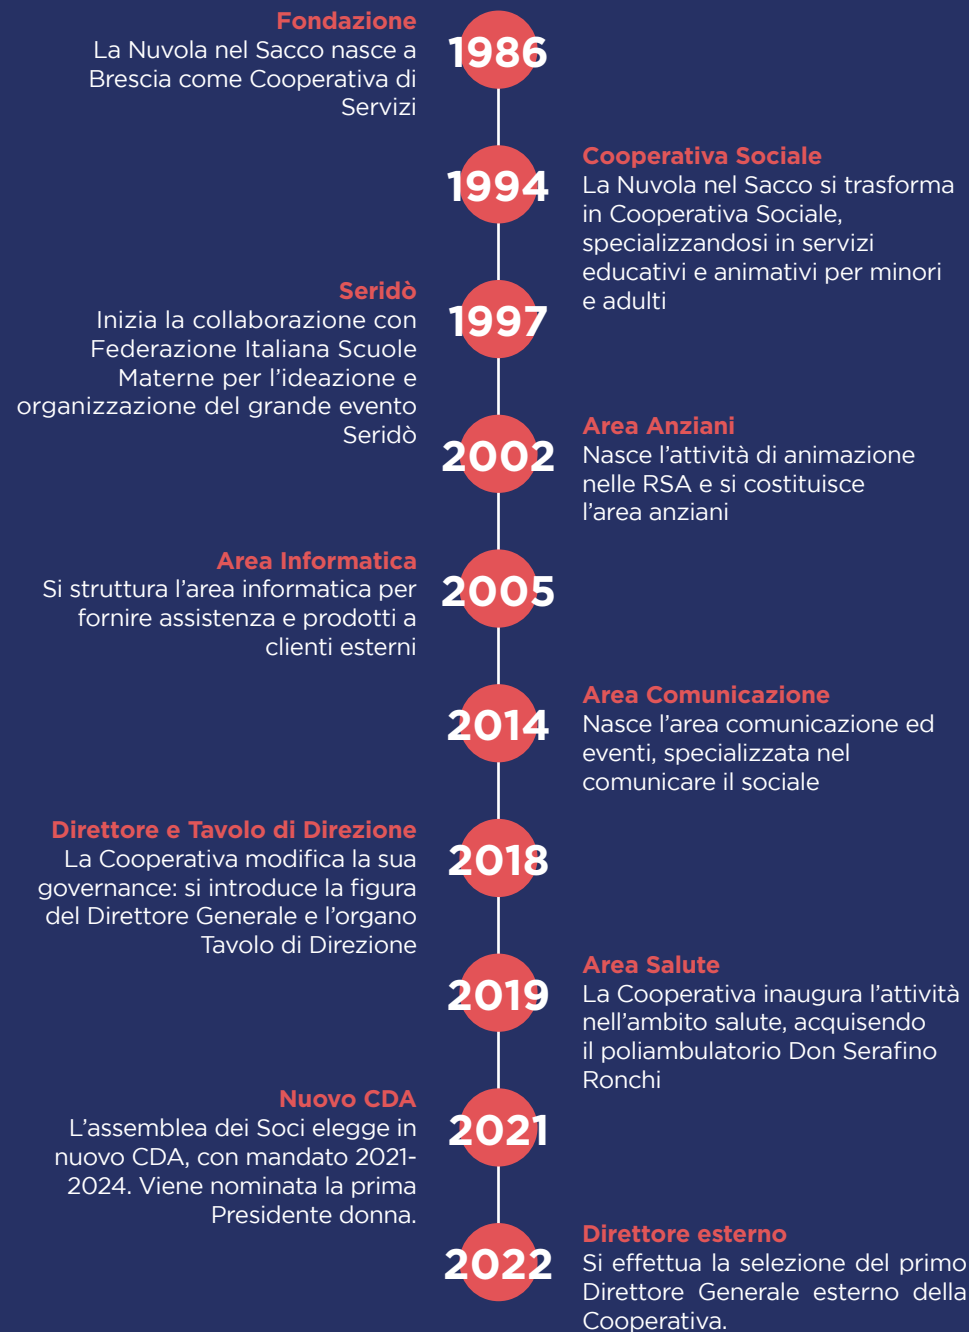 Fondazione
La Nuvola nel Sacco nasce a
Brescia come Cooperativa di
Servizi
1986
1994
Cooperativa Sociale
La Nuvola nel Sacco si trasforma
in Cooperativa Sociale,
specializzandosi in servizi
educativi e animativi per minori
e adulti
Seridò
Inizia la collaborazione con
Federazione Italiana Scuole
Materne per l’ideazione e
organizzazione del grande evento
Seridò
1997
2002
Area Anziani
Nasce l’attività di animazione
nelle RSA e si costituisce
l’area anziani
Area Informatica
Si struttura l’area informatica per
fornire assistenza e prodotti a
clienti esterni
2005
2014
Area Comunicazione
Nasce l’area comunicazione ed
eventi, specializzata nel
comunicare il sociale
Direttore e Tavolo di Direzione
La Cooperativa modifica la sua
governance: si introduce la figura
del Direttore Generale e l’organo
Tavolo di Direzione
2018
2019
Area Salute
La Cooperativa inaugura l’attività
nell’ambito salute, acquisendo
il poliambulatorio Don Serafino
Ronchi
Nuovo CDA
L’assemblea dei Soci elegge in
nuovo CDA, con mandato 2021-
2024. Viene nominata la prima
Presidente donna.
2021
2022
Direttore esterno
Si effettua la selezione del primo
Direttore Generale esterno della
Cooperativa.